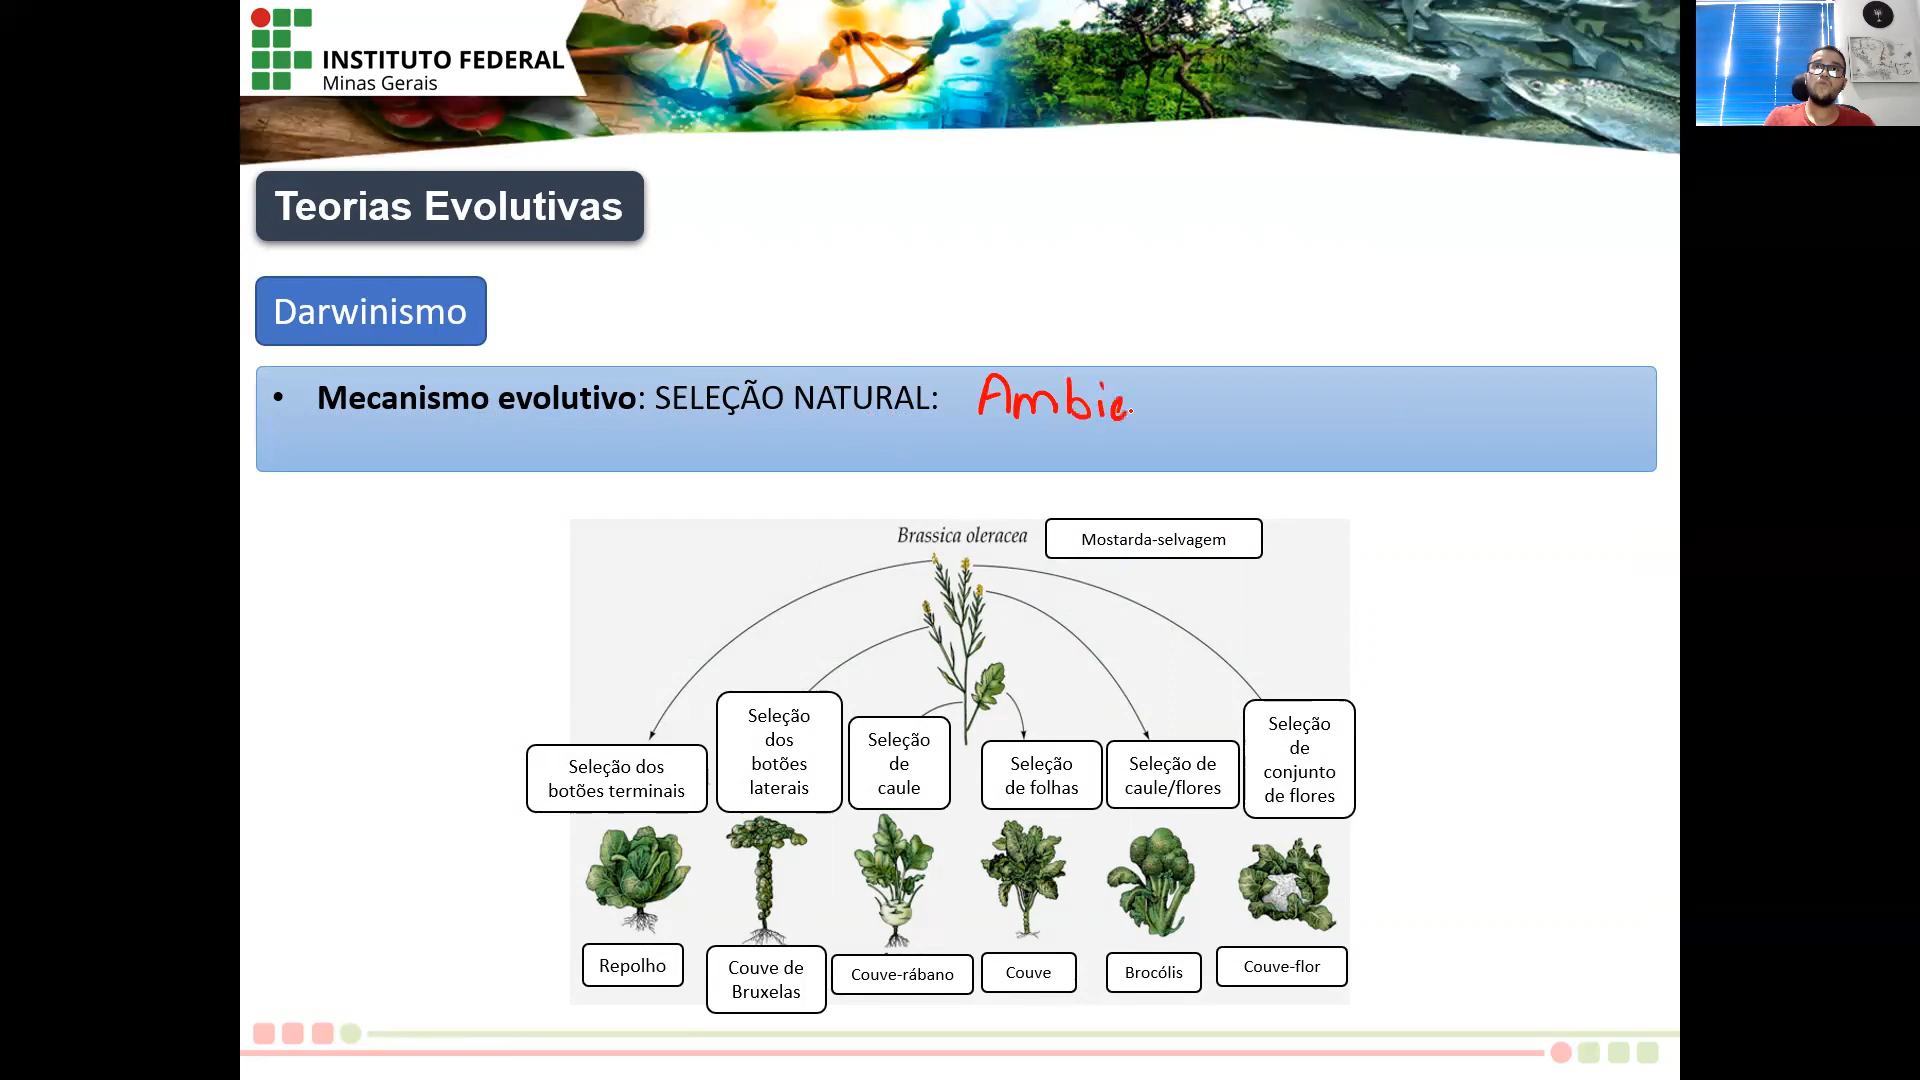 INSTITUTO FEDERAL
Minas Gerais
Teorias Evolutivas
Darwinismo
• Mecanismo evolutivo: SELEÇÃO NATURAL: Ambie
Brassica oleracea
Mostarda-selvagem
Seleção dos
botões terminais
Seleção
dos
botões
laterais
Seleção
de
caule
Seleção
de folhas
Seleção de
caule/flores
Seleção
de
conjunto
de flores
Repolho
Couve de
Bruxelas
Couve-rábano
Couve
Brocólis
Couve-flor